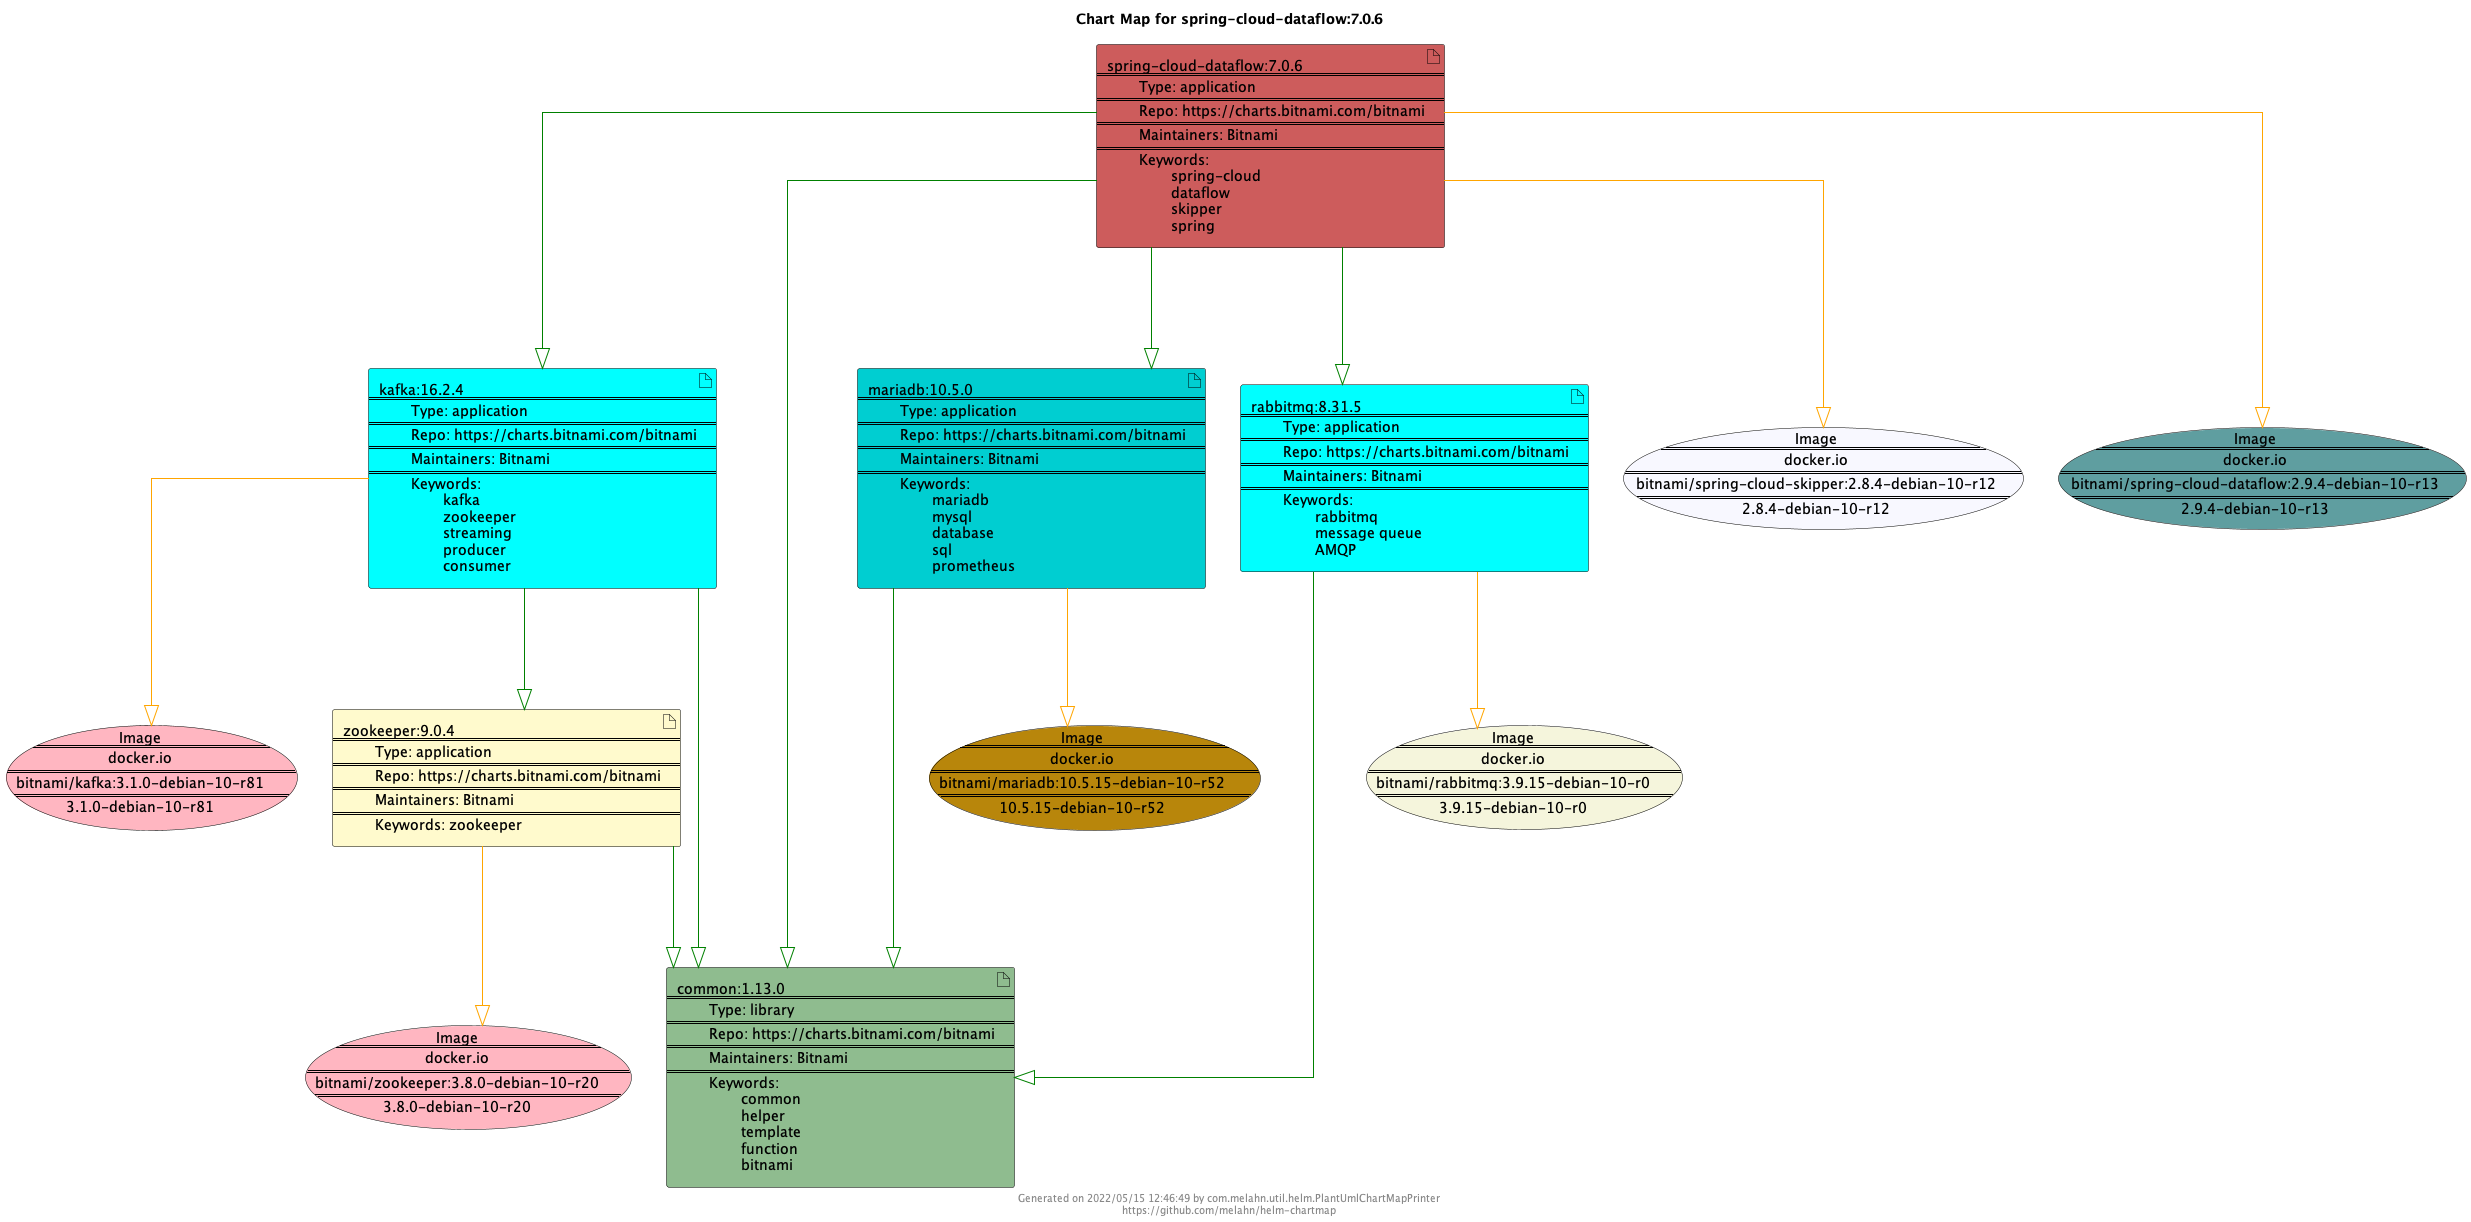 Chart Map for spring-cloud-dataflow:7.0.6
spring-cloud-dataflow:7.0.6
Type: application
Repo: https://charts.bitnami.com/bitnami
Maintainers: Bitnami
Keywords:
spring-cloud
dataflow
skipper
spring
kafka:16.2.4
Type: application
Repo: https://charts.bitnami.com/bitnami
Maintainers: Bitnami
Keywords:
kafka
zookeeper
streaming
producer
consumer
mariadb:10.5.0
Type: application
Repo: https://charts.bitnami.com/bitnami
Maintainers: Bitnami
Keywords:
mariadb
mysql
database
sql
prometheus
rabbitmq:8.31.5
Type: application
Repo: https://charts.bitnami.com/bitnami
Maintainers: Bitnami
Keywords:
rabbitmq
message queue
AMQP
Image
docker.io
bitnami/spring-cloud-skipper:2.8.4-debian-10-r12
2.8.4-debian-10-r12
Image
docker.io
bitnami/spring-cloud-dataflow:2.9.4-debian-10-r13
2.9.4-debian-10-r13
Image
docker.io
bitnami/kafka:3.1.0-debian-10-r81
3.1.0-debian-10-r81
zookeeper:9.0.4
Type: application
Repo: https://charts.bitnami.com/bitnami
Maintainers: Bitnami
Keywords: zookeeper
Image
docker.io
bitnami/mariadb:10.5.15-debian-10-r52
10.5.15-debian-10-r52
Image
docker.io
bitnami/rabbitmq:3.9.15-debian-10-r0
3.9.15-debian-10-r0
Image
docker.io
bitnami/zookeeper:3.8.0-debian-10-r20
3.8.0-debian-10-r20
common:1.13.0
Type: library
Repo: https://charts.bitnami.com/bitnami
Maintainers: Bitnami
Keywords:
common
helper
template
function
bitnami
Generated on 2022/05/15 12:46:49 by com.melahn.util.helm.PlantUmlChartMapPrinter
https://github.com/melahn/helm-chartmap